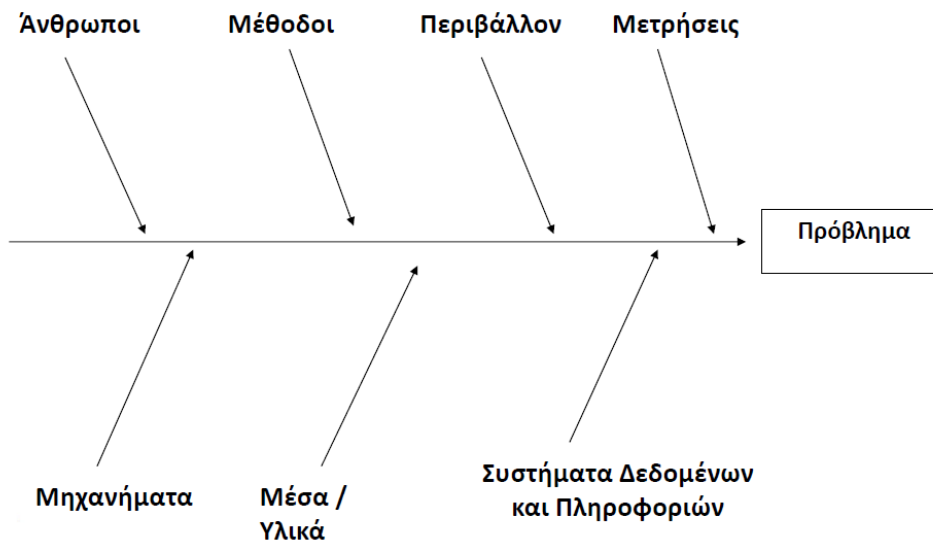 Άνθρωποι
Μέθοδοι
Περιβάλλον
Μετρήσεις
Πρόβλημα
Μηχανήματα
Μέσα /
Υλικά
Συστήματα Δεδομένων
και Πληροφοριών